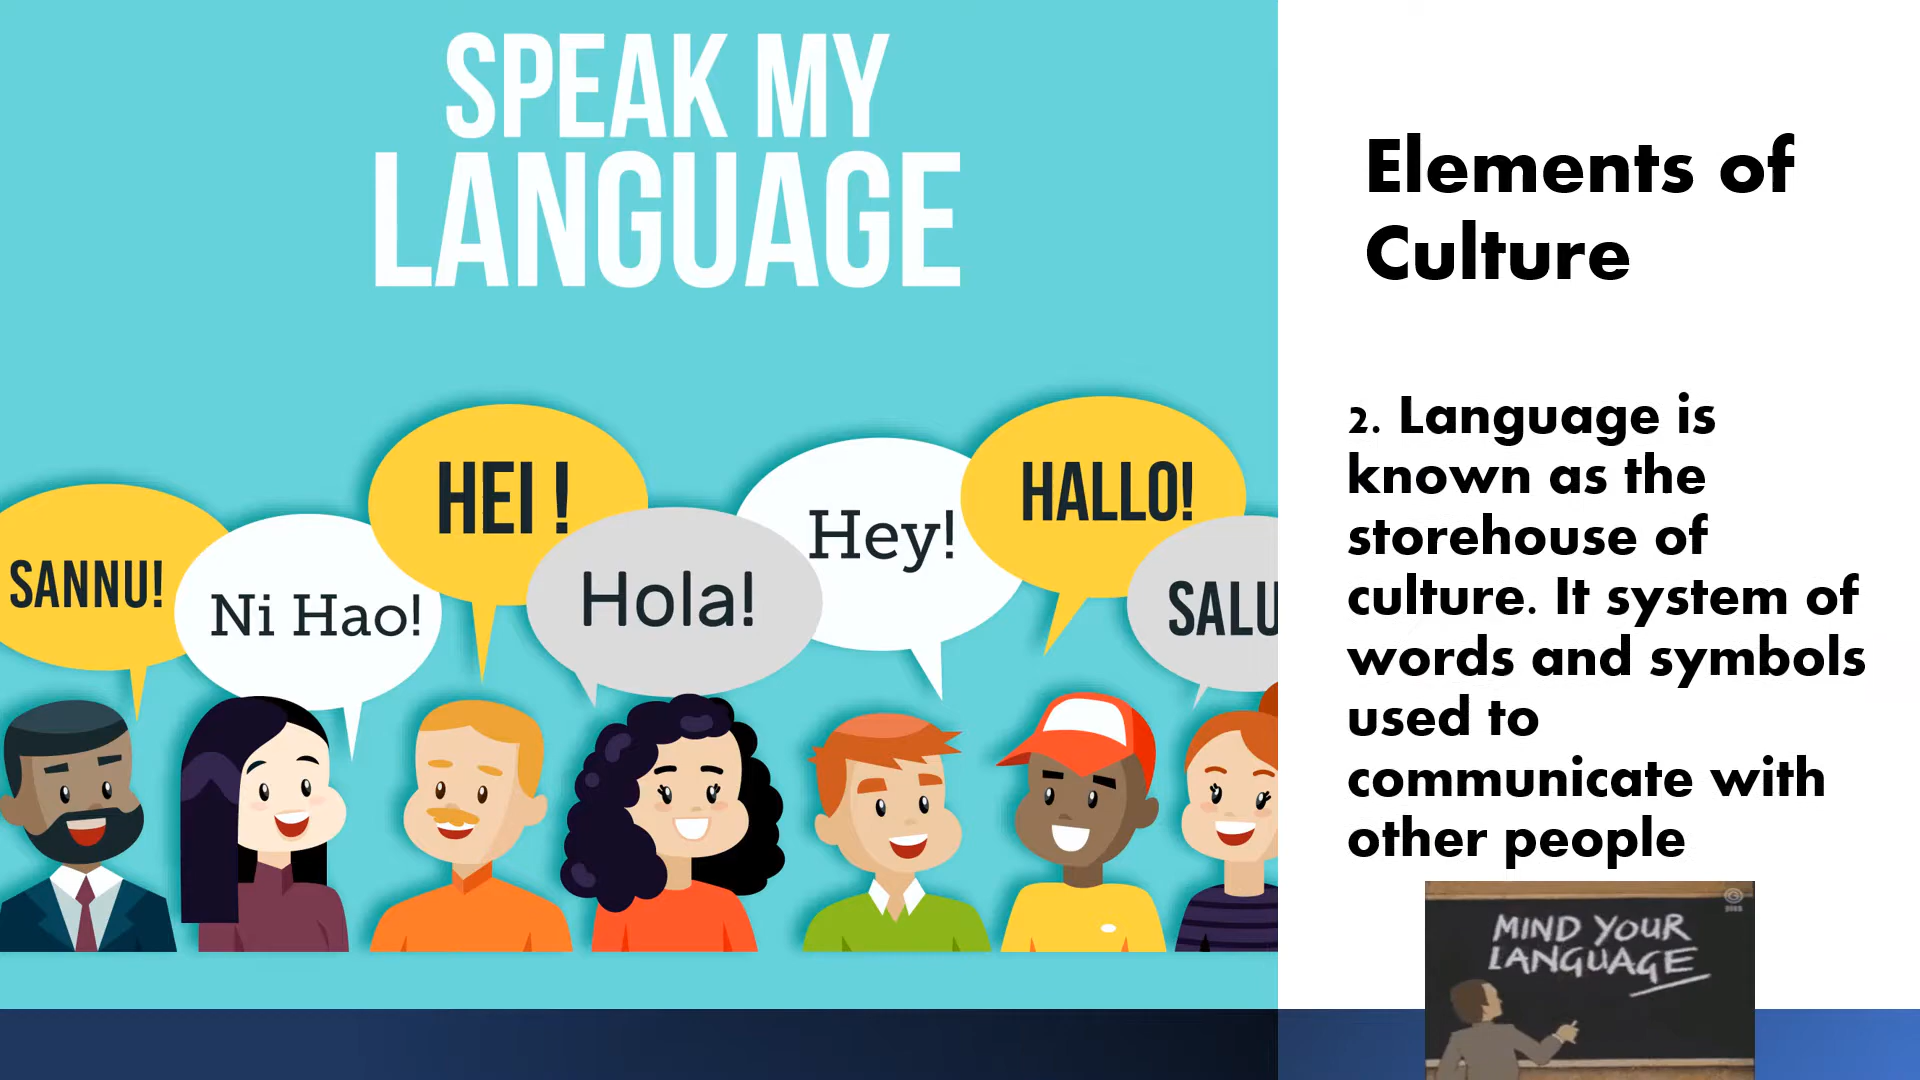 SPEAK MY
LANGUAGE
SANNU!
Ni Hao!
HEI !
Hola!
Hey!
HALLO!
SALU
Elements of
Culture
2. Language is
known as the
storehouse of
culture. It system of
words and symbols
used to
communicate with
other people
MIND YOUR
LANGUAGE